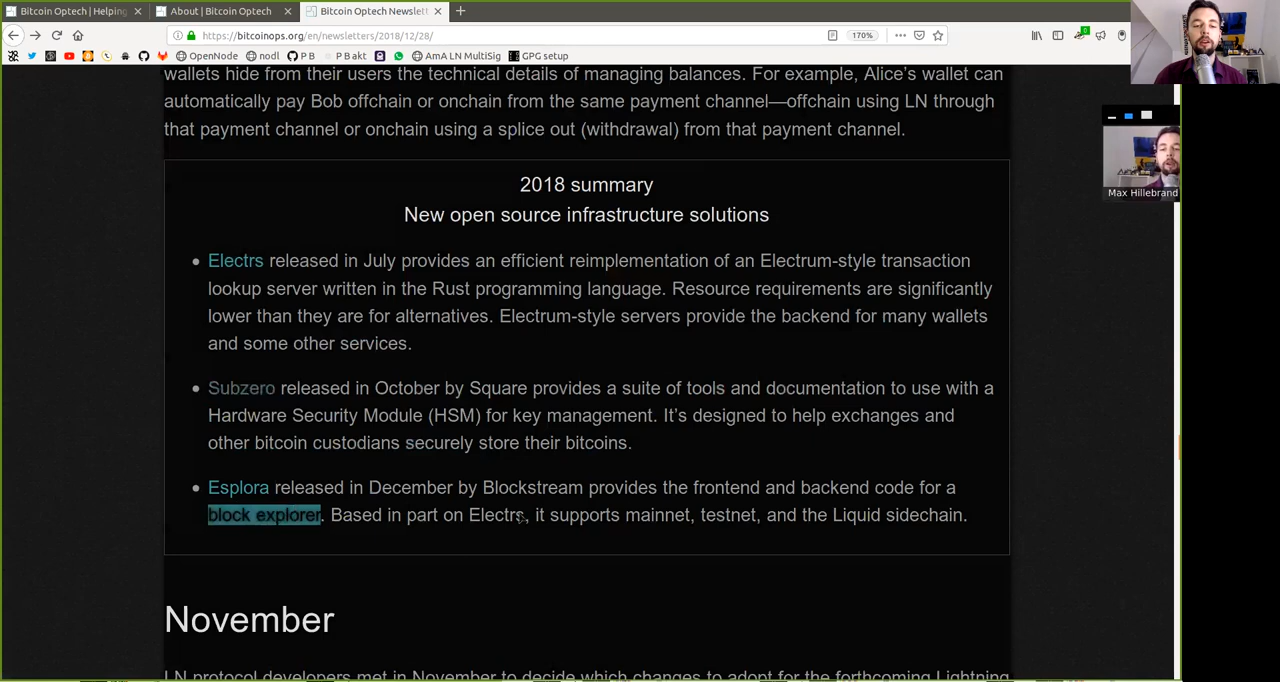 Bitcoin Optech | Helping
About | Bitcoin Optech
Bitcoin Optech Newslett
https://bitcoinops.org/en/newsletters/2018/12/28/
170%
OpenNode
nodl
P B
P Bakt
AmA LN MultiSig
GPG setup
wallets hide from their users the technical details of managing balances. For example, Alice’s wallet can
automatically pay Bob offchain or onchain from the same payment channel—offchain using LN through
that payment channel or onchain using a splice out (withdrawal) from that payment channel.
2018 summary
New open source infrastructure solutions
Electrs released in July provides an efficient reimplementation of an Electrum-style transaction
lookup server written in the Rust programming language. Resource requirements are significantly
lower than they are for alternatives. Electrum-style servers provide the backend for many wallets
and some other services.
Subzero released in October by Square provides a suite of tools and documentation to use with a
Hardware Security Module (HSM) for key management. It’s designed to help exchanges and
other bitcoin custodians securely store their bitcoins.
Esplora released in December by Blockstream provides the frontend and backend code for a
block explorer. Based in part on Electrs, it supports mainnet, testnet, and the Liquid sidechain.
November
LN protocol developers met in November to decide which changes to adopt for the forthcoming Lightning
Max Hillebrand